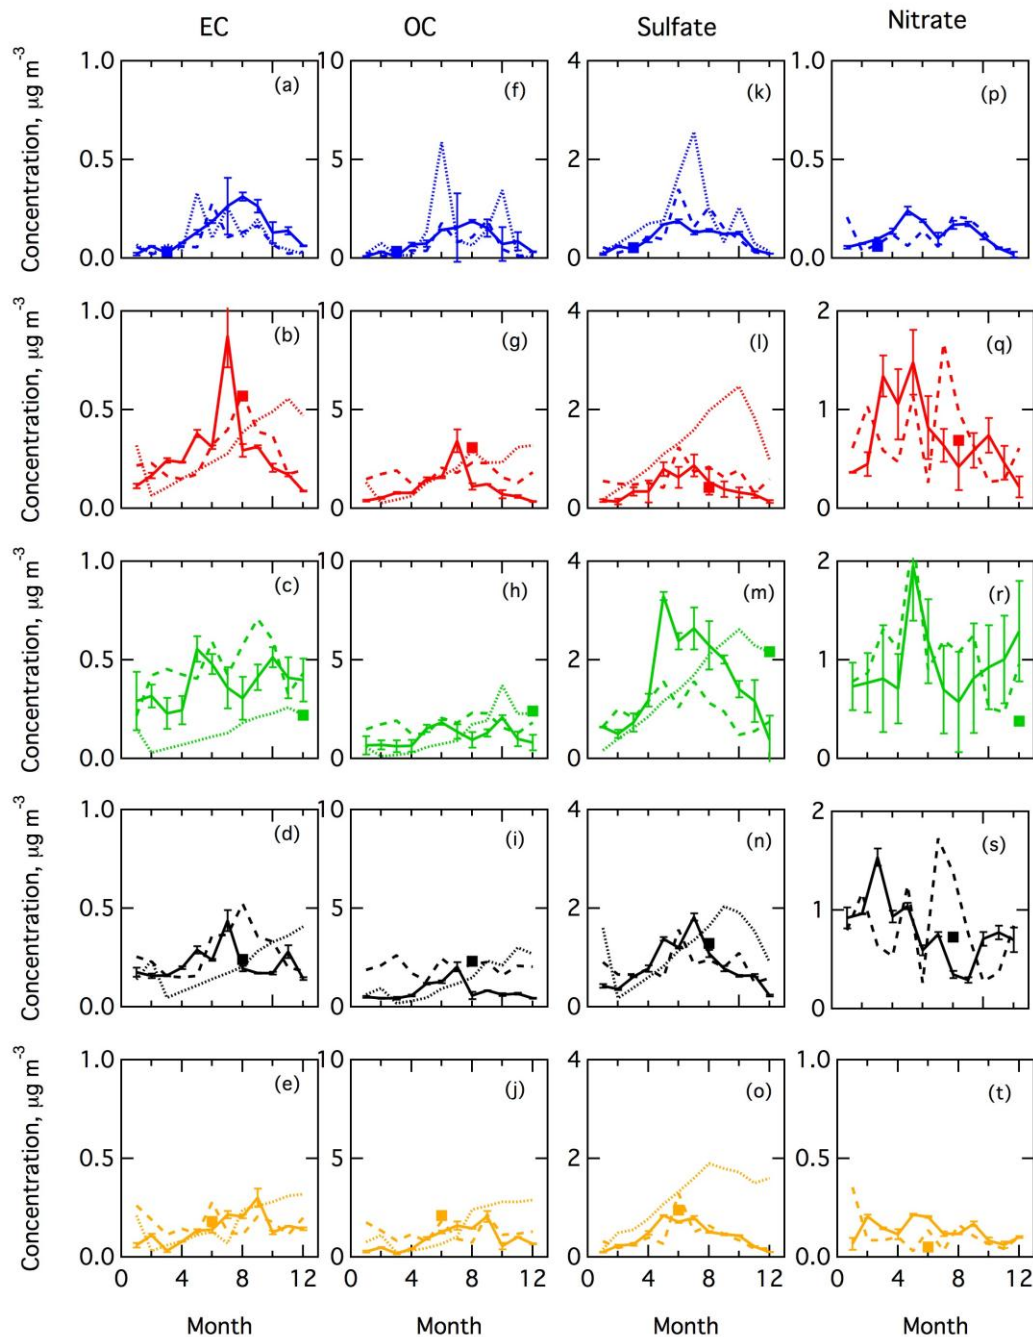 EC OC Sulfate Nitrate
Concentration, µg m⁻³
1.0 10 4 1.0
(a) (f) (k) (p)
0.5 5 2 0.5
0.0 0 0 0.0
Concentration, µg m⁻³
1.0 10 4 2
(b) (g) (l) (q)
0.5 5 2 1
0.0 0 0 0
Concentration, µg m⁻³
1.0 10 4 2
(c) (h) (m) (r)
0.5 5 2 1
0.0 0 0 0
Concentration, µg m⁻³
1.0 10 4 2
(d) (i) (n) (s)
0.5 5 2 1
0.0 0 0 0
Concentration, µg m⁻³
1.0 10 4 1.0
(e) (j) (o) (t)
0.5 5 2 0.5
0.0 0 0 0.0
0 4 8 12 0 4 8 12 0 4 8 12 0 4 8 12
Month Month Month Month